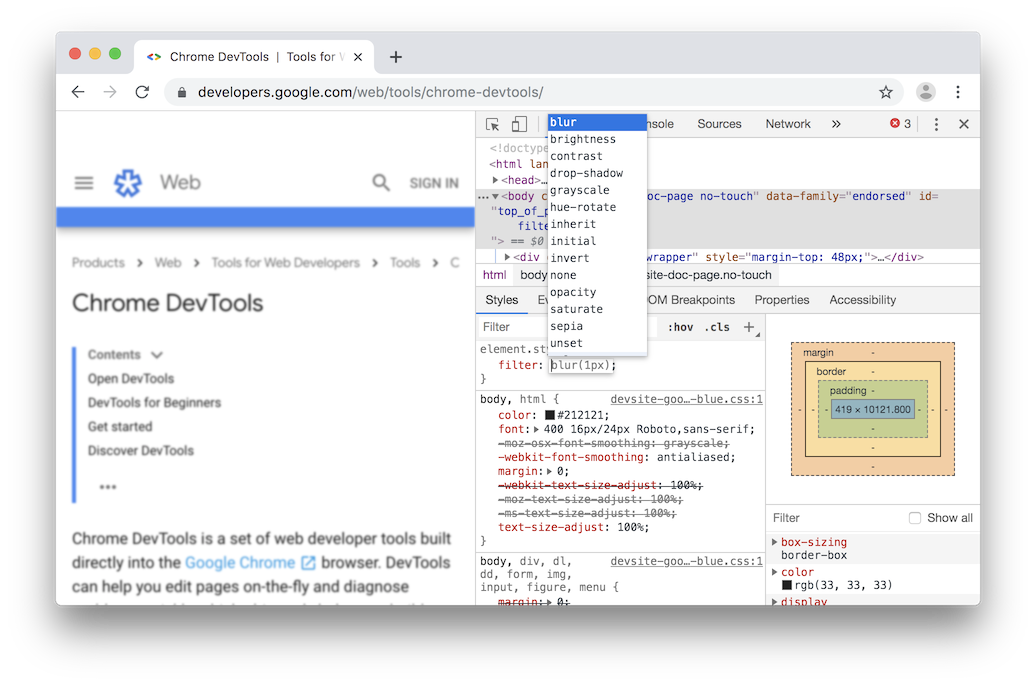 Chrome DevTools | Tools for W
developers.google.com/web/tools/chrome-devtools/
Web
SIGN IN
Products > Web > Tools for Web Developers > Tools > C
Chrome DevTools
Contents
Open DevTools
DevTools for Beginners
Get started
Discover DevTools
•••
Chrome DevTools is a set of web developer tools built
directly into the Google Chrome browser. DevTools
can help you edit pages on-the-fly and diagnose
nsole Sources Network » 3
<!doctype
<html lan
▶<head>…
…▼<body c oc-page no-touch" data-family="endorsed" id=
"top_of_p
filte
"> == $0
▶<div wrapper" style="margin-top: 48px;">…</div>
html body site-doc-page.no-touch
Styles Ev OM Breakpoints Properties Accessibility
Filter :hov .cls +
blur
brightness
contrast
drop-shadow
grayscale
hue-rotate
inherit
initial
invert
none
opacity
saturate
sepia
unset
element.st
filter: blur(1px);
}
body, html { devsite-goo…-blue.css:1
color: #212121;
font:▶ 400 16px/24px Roboto,sans-serif;
-moz-osx-font-smoothing: grayscale;
-webkit-font-smoothing: antialiased;
margin:▶ 0;
-webkit-text-size-adjust: 100%;
-moz-text-size-adjust: 100%;
-ms-text-size-adjust: 100%;
text-size-adjust: 100%;
}
body, div, dl, devsite-goo…-blue.css:1
dd, form, img,
input, figure, menu {
margin:▶ 0;
margin -
border -
padding -
- - - 419 × 10121.800 - - -
-
-
-
Filter Show all
▶box-sizing
border-box
▶color
rgb(33, 33, 33)
▶display